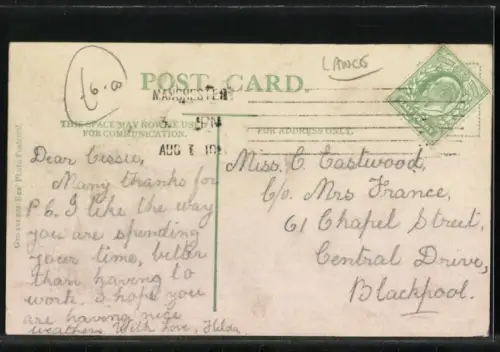 LANCS
6.0
POST CARD.
MANCHESTER
AUG
THIS SPACE MAY NOW BE USED
FOR COMMUNICATION.
FOR ADDRESS ONLY.
Dear Cissie,
Many thanks for
P.C. I like the way
you are spending
your time, better
than having to
work. I hope you
are having nice
weather. With Love, Hilda.
Miss. C. Eastwood,
C/o. Mrs France,
61 Chapel Street,
Central Drive,
Blackpool.